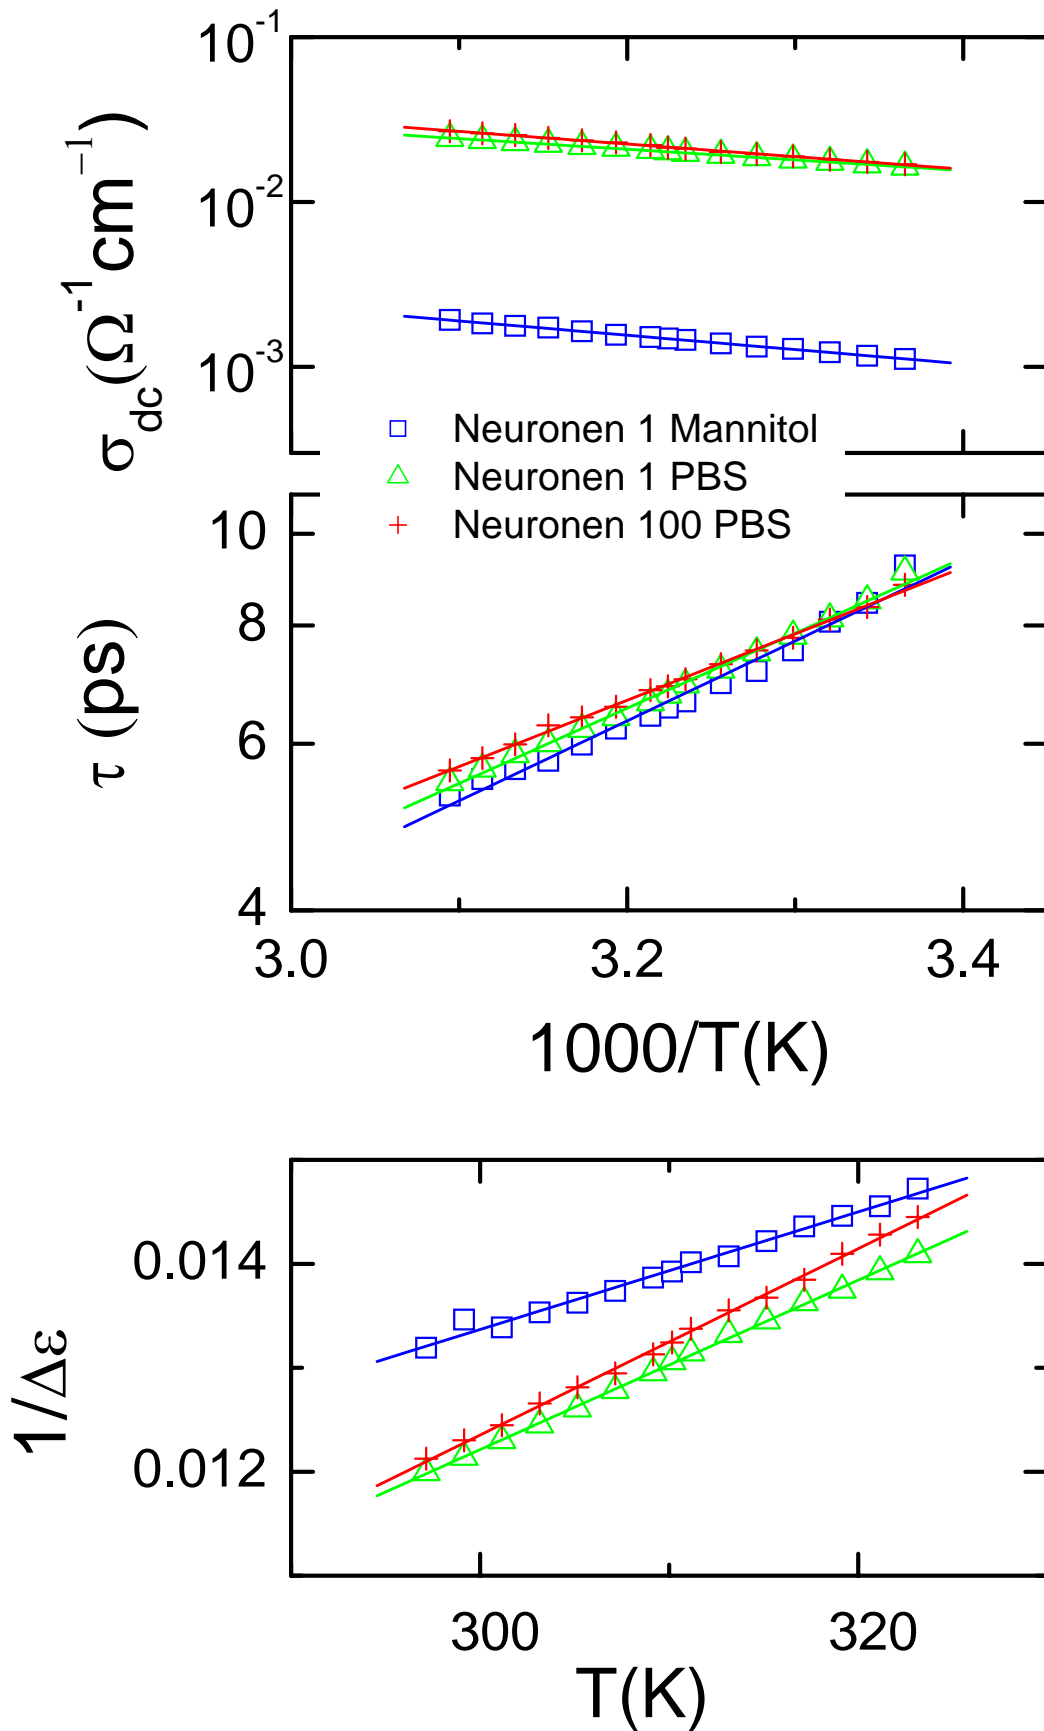 10⁻¹
10⁻²
10⁻³
σdc(Ω⁻¹cm⁻¹)
Neuronen 1 Mannitol
Neuronen 1 PBS
Neuronen 100 PBS
10
8
6
4
τ (ps)
3.0 3.2 3.4
1000/T(K)
0.014
0.012
1/Δε
300 320
T(K)